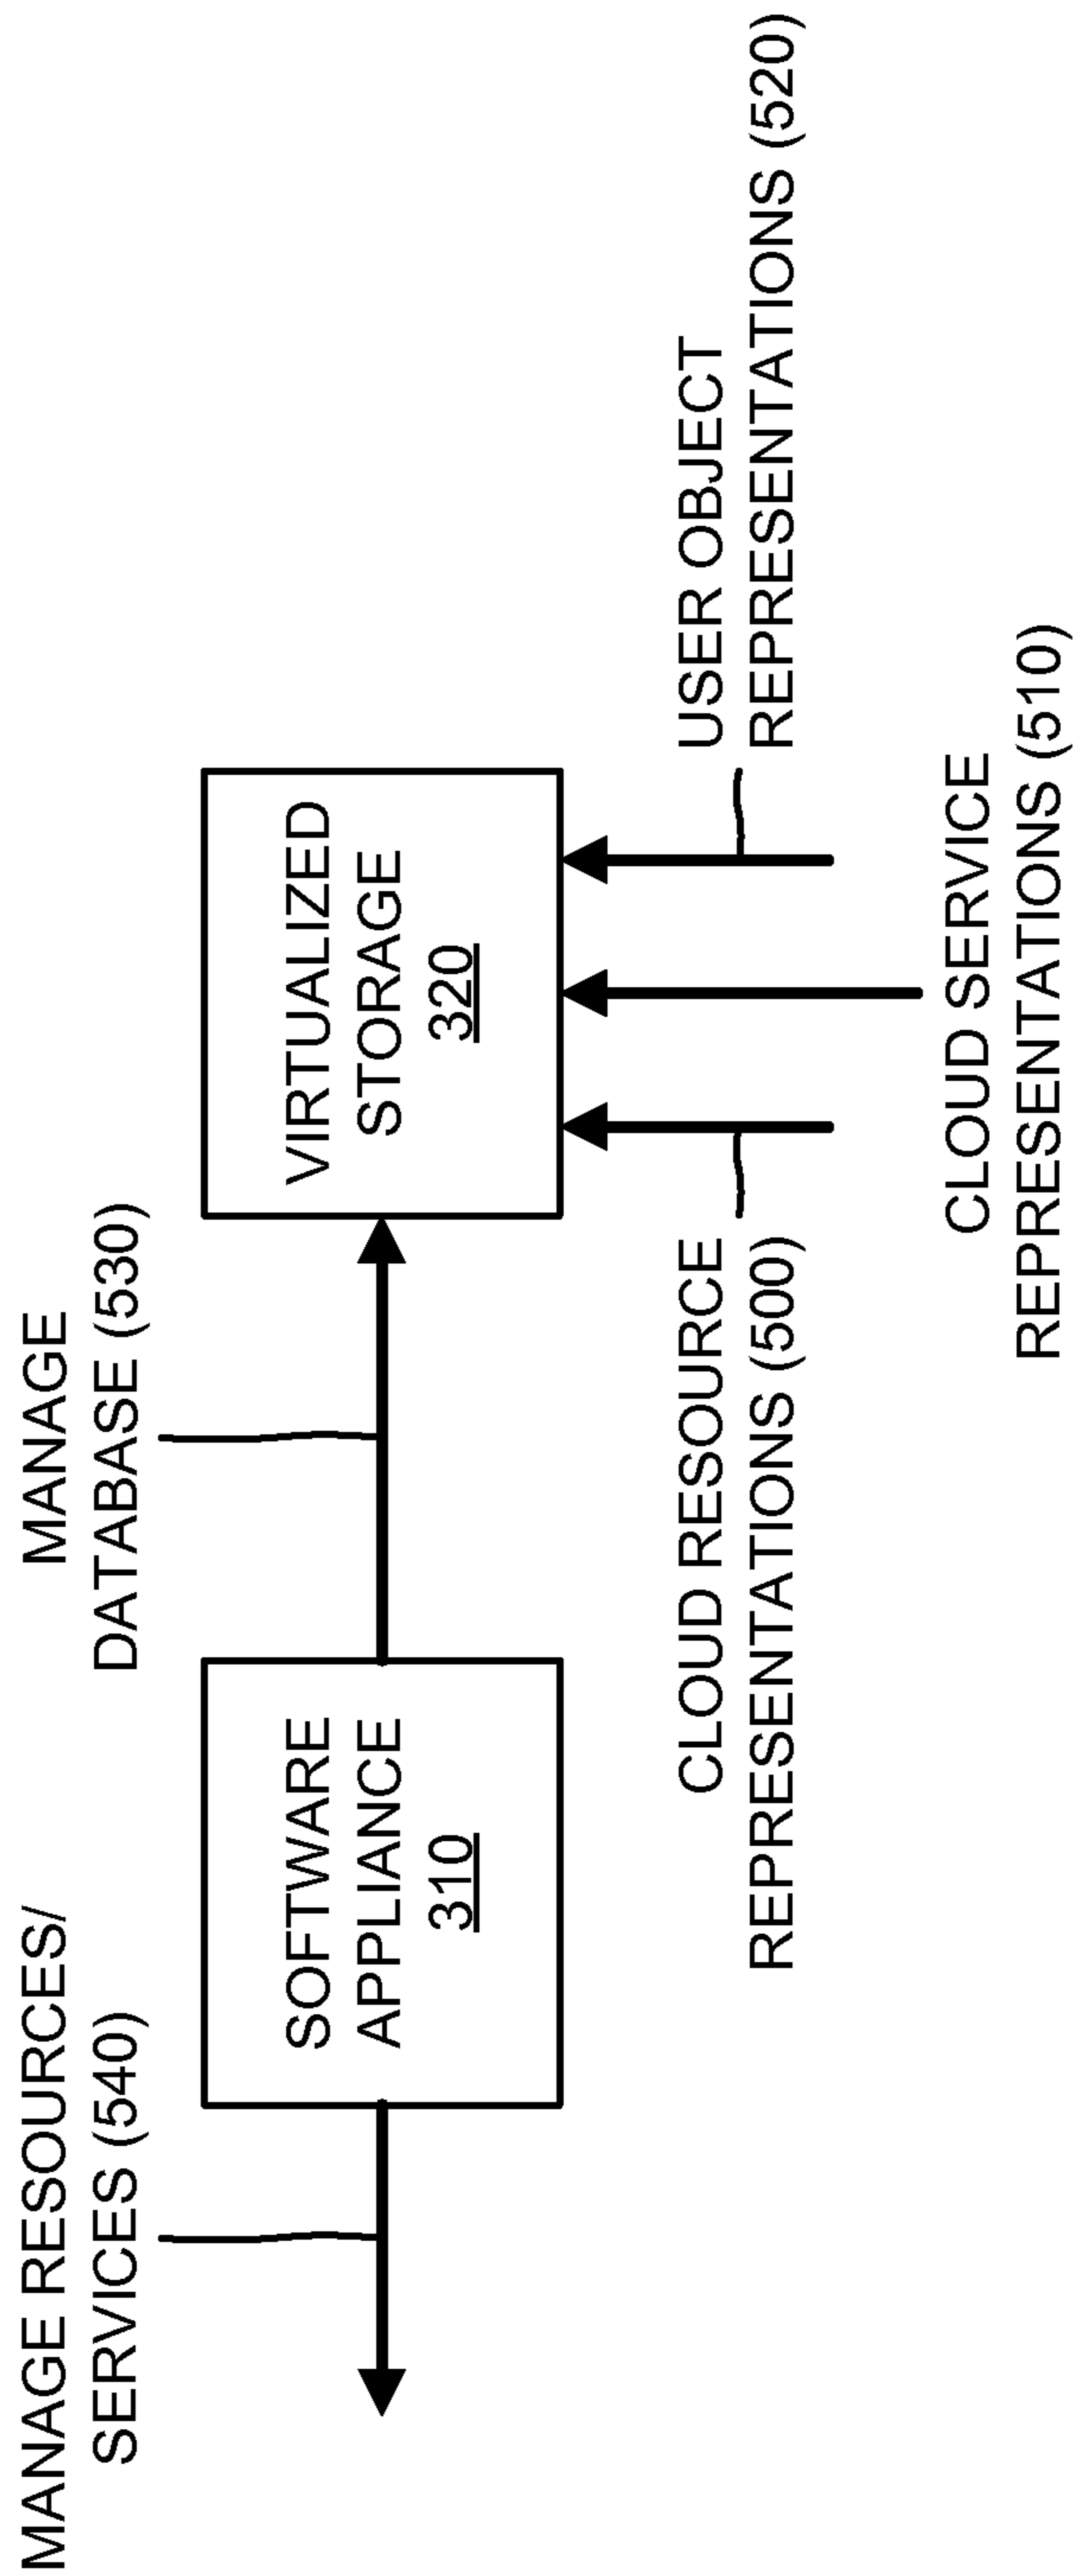 MANAGE RESOURCES/
SERVICES (540)
MANAGE
DATABASE (530)
SOFTWARE
APPLIANCE
310
VIRTUALIZED
STORAGE
320
CLOUD RESOURCE
REPRESENTATIONS (500)
USER OBJECT
REPRESENTATIONS (520)
CLOUD SERVICE
REPRESENTATIONS (510)